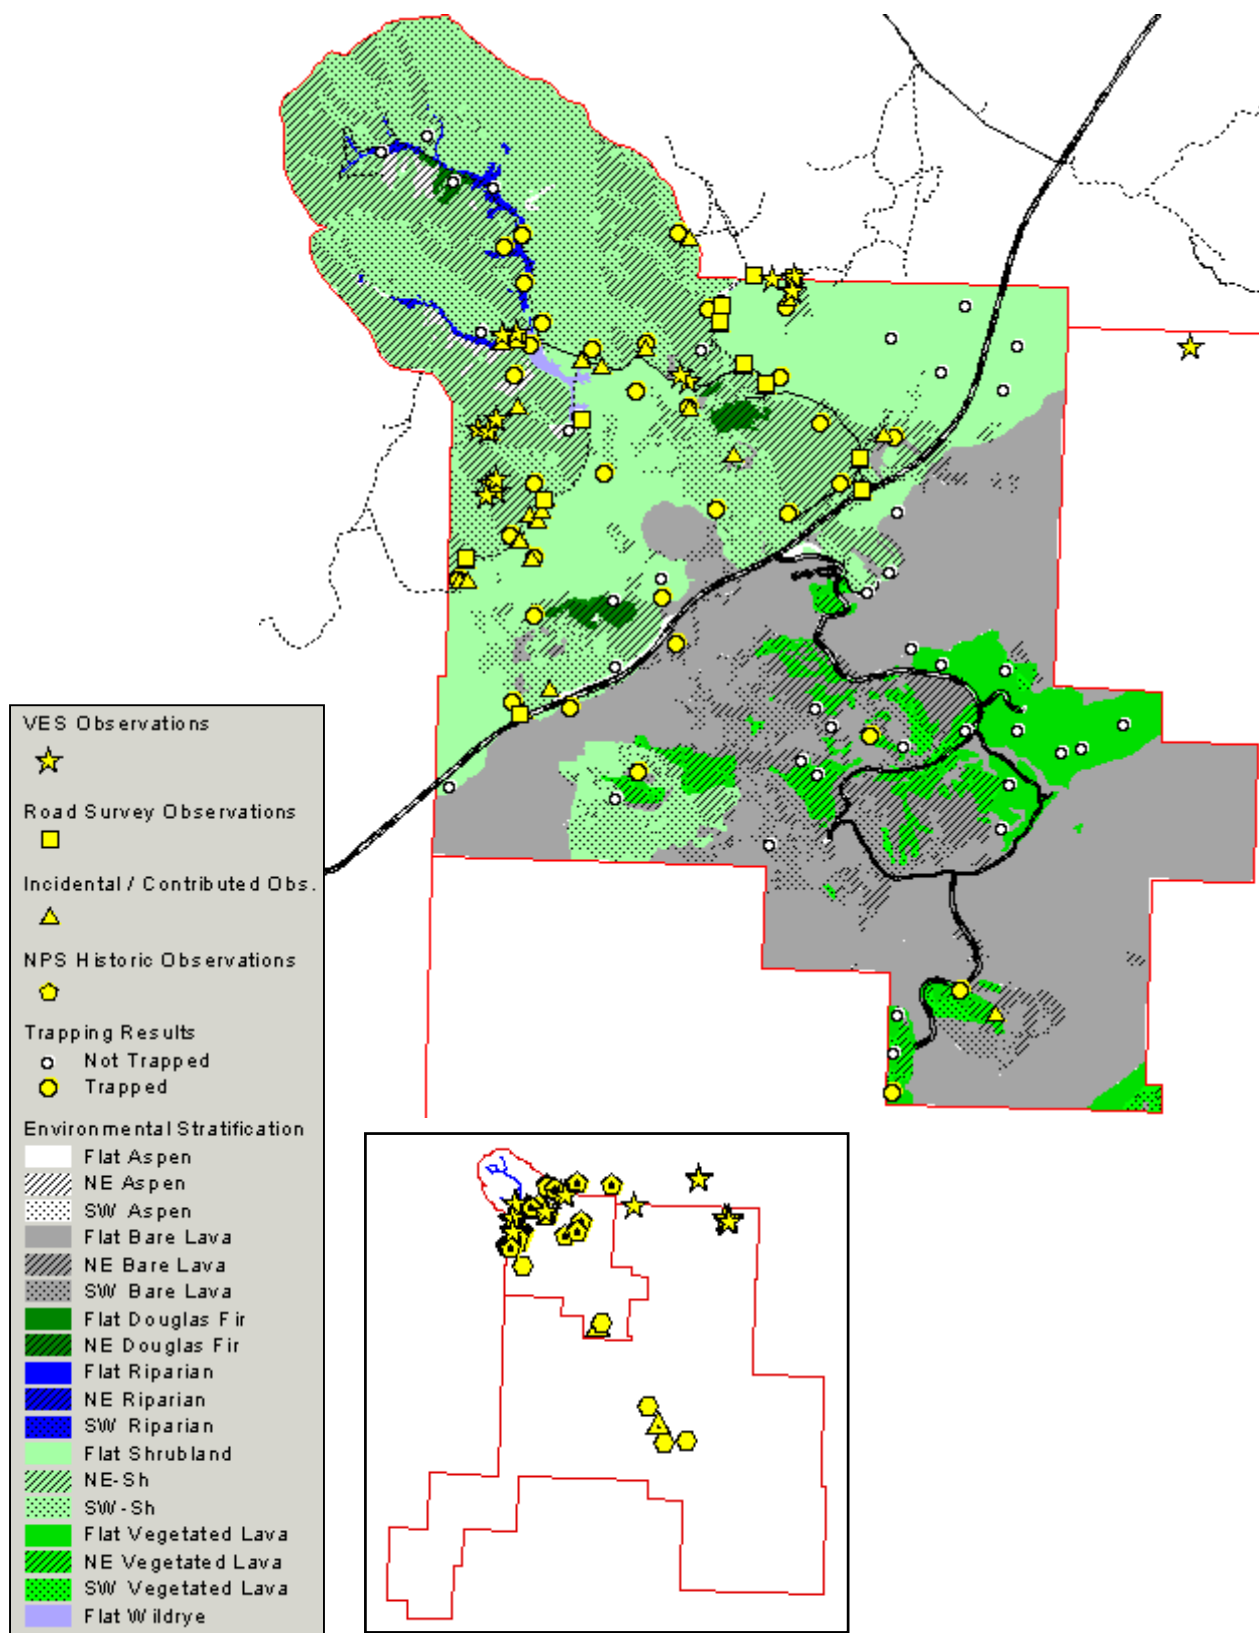 VES Observations
Road Survey Observations
Incidental / Contributed Obs.
NPS Historic Observations
Trapping Results
Not Trapped
Trapped
Environmental Stratification
Flat Aspen
NE Aspen
SW Aspen
Flat Bare Lava
NE Bare Lava
SW Bare Lava
Flat Douglas Fir
NE Douglas Fir
Flat Riparian
NE Riparian
SW Riparian
Flat Shrubland
NE-Sh
SW-Sh
Flat Vegetated Lava
NE Vegetated Lava
SW Vegetated Lava
Flat Wildrye